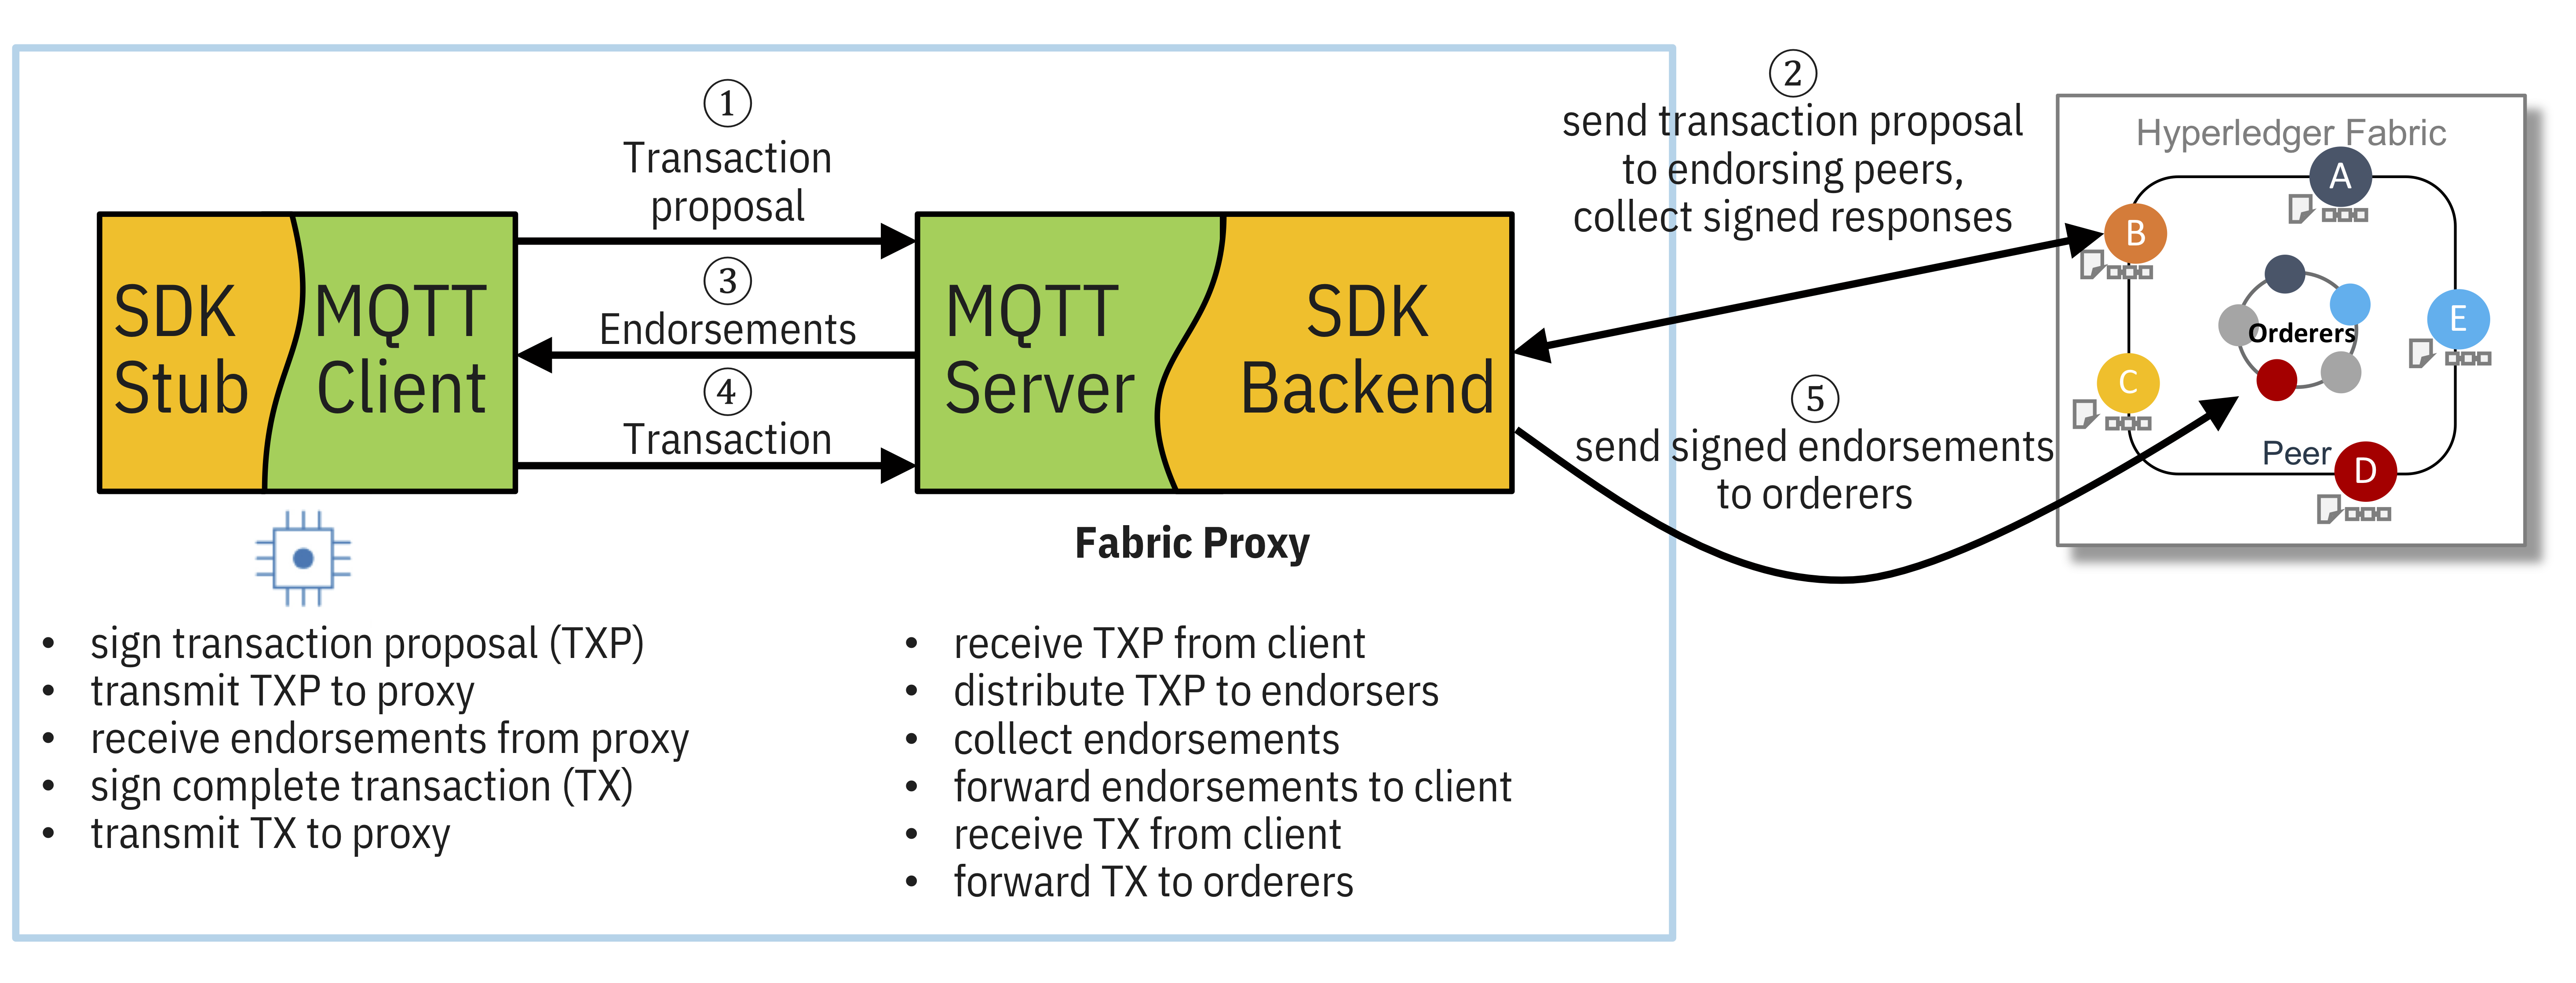 ①
Transaction
proposal
③
Endorsements
④
Transaction
SDK
Stub
MQTT
Client
MQTT
Server
SDK
Backend
Fabric Proxy
②
send transaction proposal
to endorsing peers,
collect signed responses
⑤
send signed endorsements
to orderers
Hyperledger Fabric
A
B
C
D
E
Orderers
Peer
• sign transaction proposal (TXP)
• transmit TXP to proxy
• receive endorsements from proxy
• sign complete transaction (TX)
• transmit TX to proxy
• receive TXP from client
• distribute TXP to endorsers
• collect endorsements
• forward endorsements to client
• receive TX from client
• forward TX to orderers